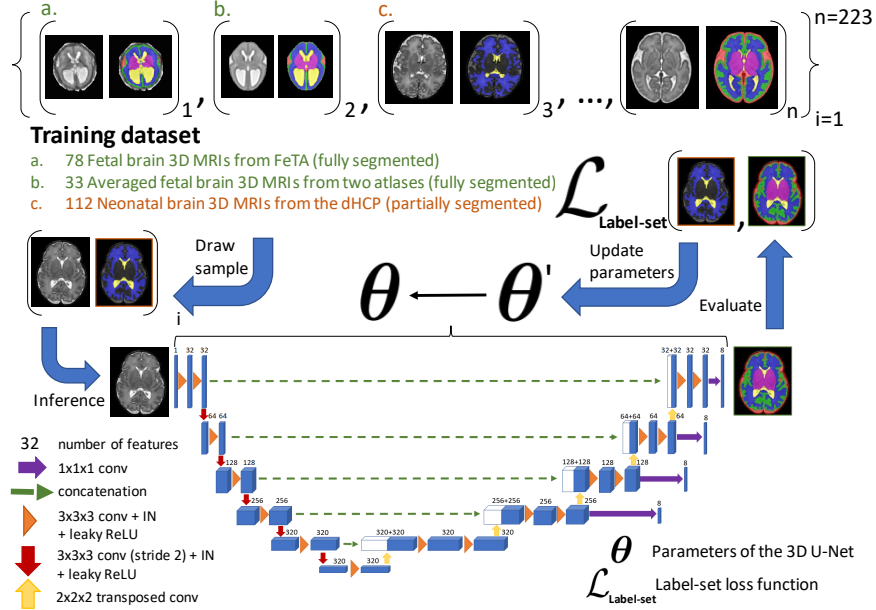 a.
b.
c.
n=223
1
,
2
,
3
, ...,
n
i=1
Training dataset
a. 78 Fetal brain 3D MRIs from FeTA (fully segmented)
b. 33 Averaged fetal brain 3D MRIs from two atlases (fully segmented)
c. 112 Neonatal brain 3D MRIs from the dHCP (partially segmented)
ℒ Label-set
,
Draw
sample
i
Update
parameters
Evaluate
θ
θ'
Inference
1 32 32
32+32 32 32 8
64 64
64+64 64 64 8
128 128
128+128 128 128 8
256 256
256+256 256 256 8
320 320
320+320 320 320
320 320
32 number of features
1x1x1 conv
concatenation
3x3x3 conv + IN
+ leaky ReLU
3x3x3 conv (stride 2) + IN
+ leaky ReLU
2x2x2 transposed conv
θ Parameters of the 3D U-Net
ℒ Label-set Label-set loss function